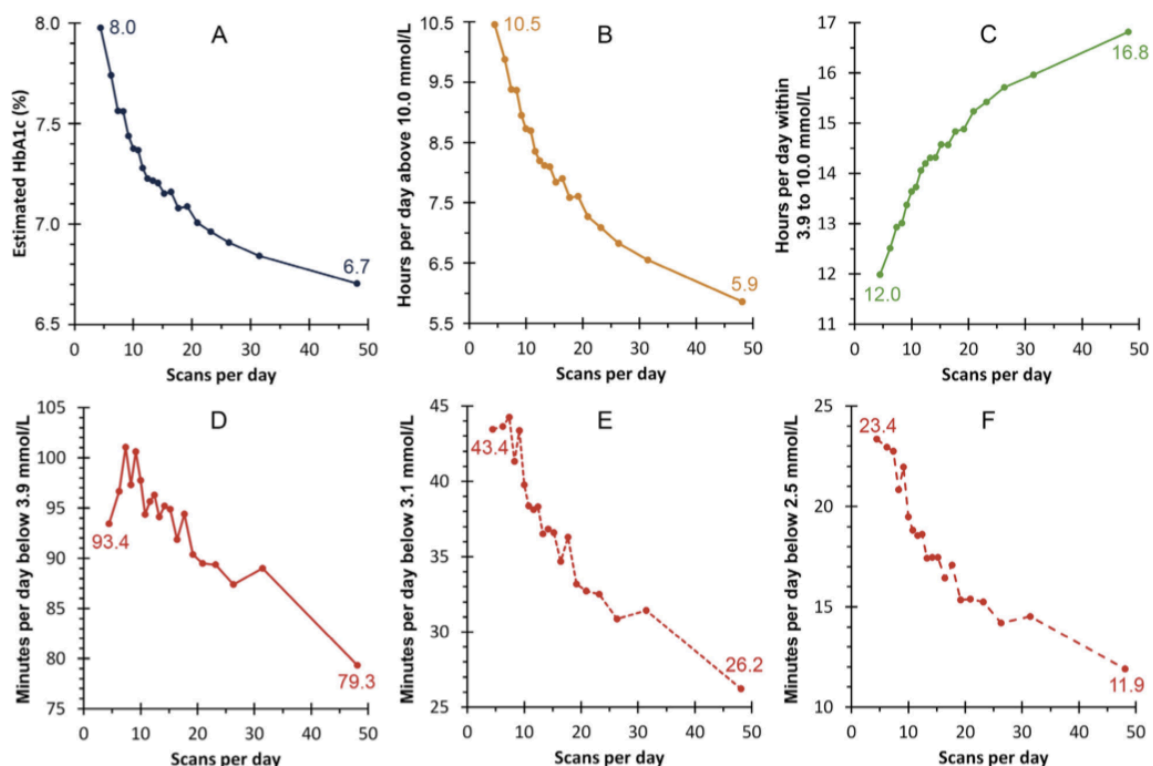 A
Estimated HbA1c (%)
8.0
7.5
7.0
6.5
8.0
6.7
0 10 20 30 40 50
Scans per day
B
Hours per day above 10.0 mmol/L
10.5
9.5
8.5
7.5
6.5
5.5
10.5
5.9
0 10 20 30 40 50
Scans per day
C
Hours per day within
3.9 to 10.0 mmol/L
17
16
15
14
13
12
11
16.8
12.0
0 10 20 30 40 50
Scans per day
D
Minutes per day below 3.9 mmol/L
105
100
95
90
85
80
75
93.4
79.3
0 10 20 30 40 50
Scans per day
E
Minutes per day below 3.1 mmol/L
45
40
35
30
25
43.4
26.2
0 10 20 30 40 50
Scans per day
F
Minutes per day below 2.5 mmol/L
25
20
15
10
23.4
11.9
0 10 20 30 40 50
Scans per day